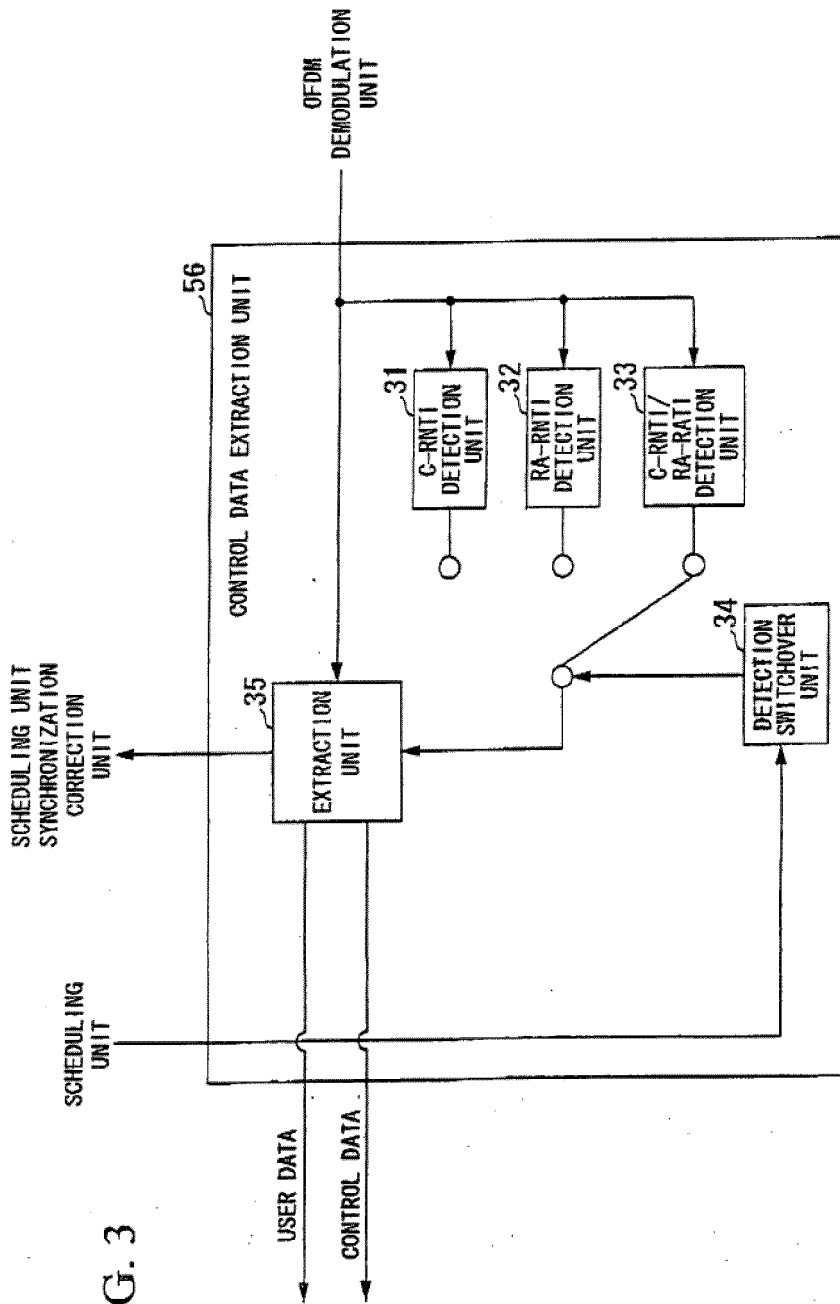 G. 3
SCHEDULING
UNIT
SCHEDULING UNIT
SYNCHRONIZATION
CORRECTION
UNIT
56
CONTROL DATA EXTRACTION UNIT
OFDM
DEMODULATION
UNIT
USER DATA
CONTROL DATA
35
EXTRACTION
UNIT
31
C-RNTI
DETECTION
UNIT
32
RA-RNTI
DETECTION
UNIT
33
C-RNTI/
RA-RATI
DETECTION
UNIT
34
DETECTION
SWITCHOVER
UNIT